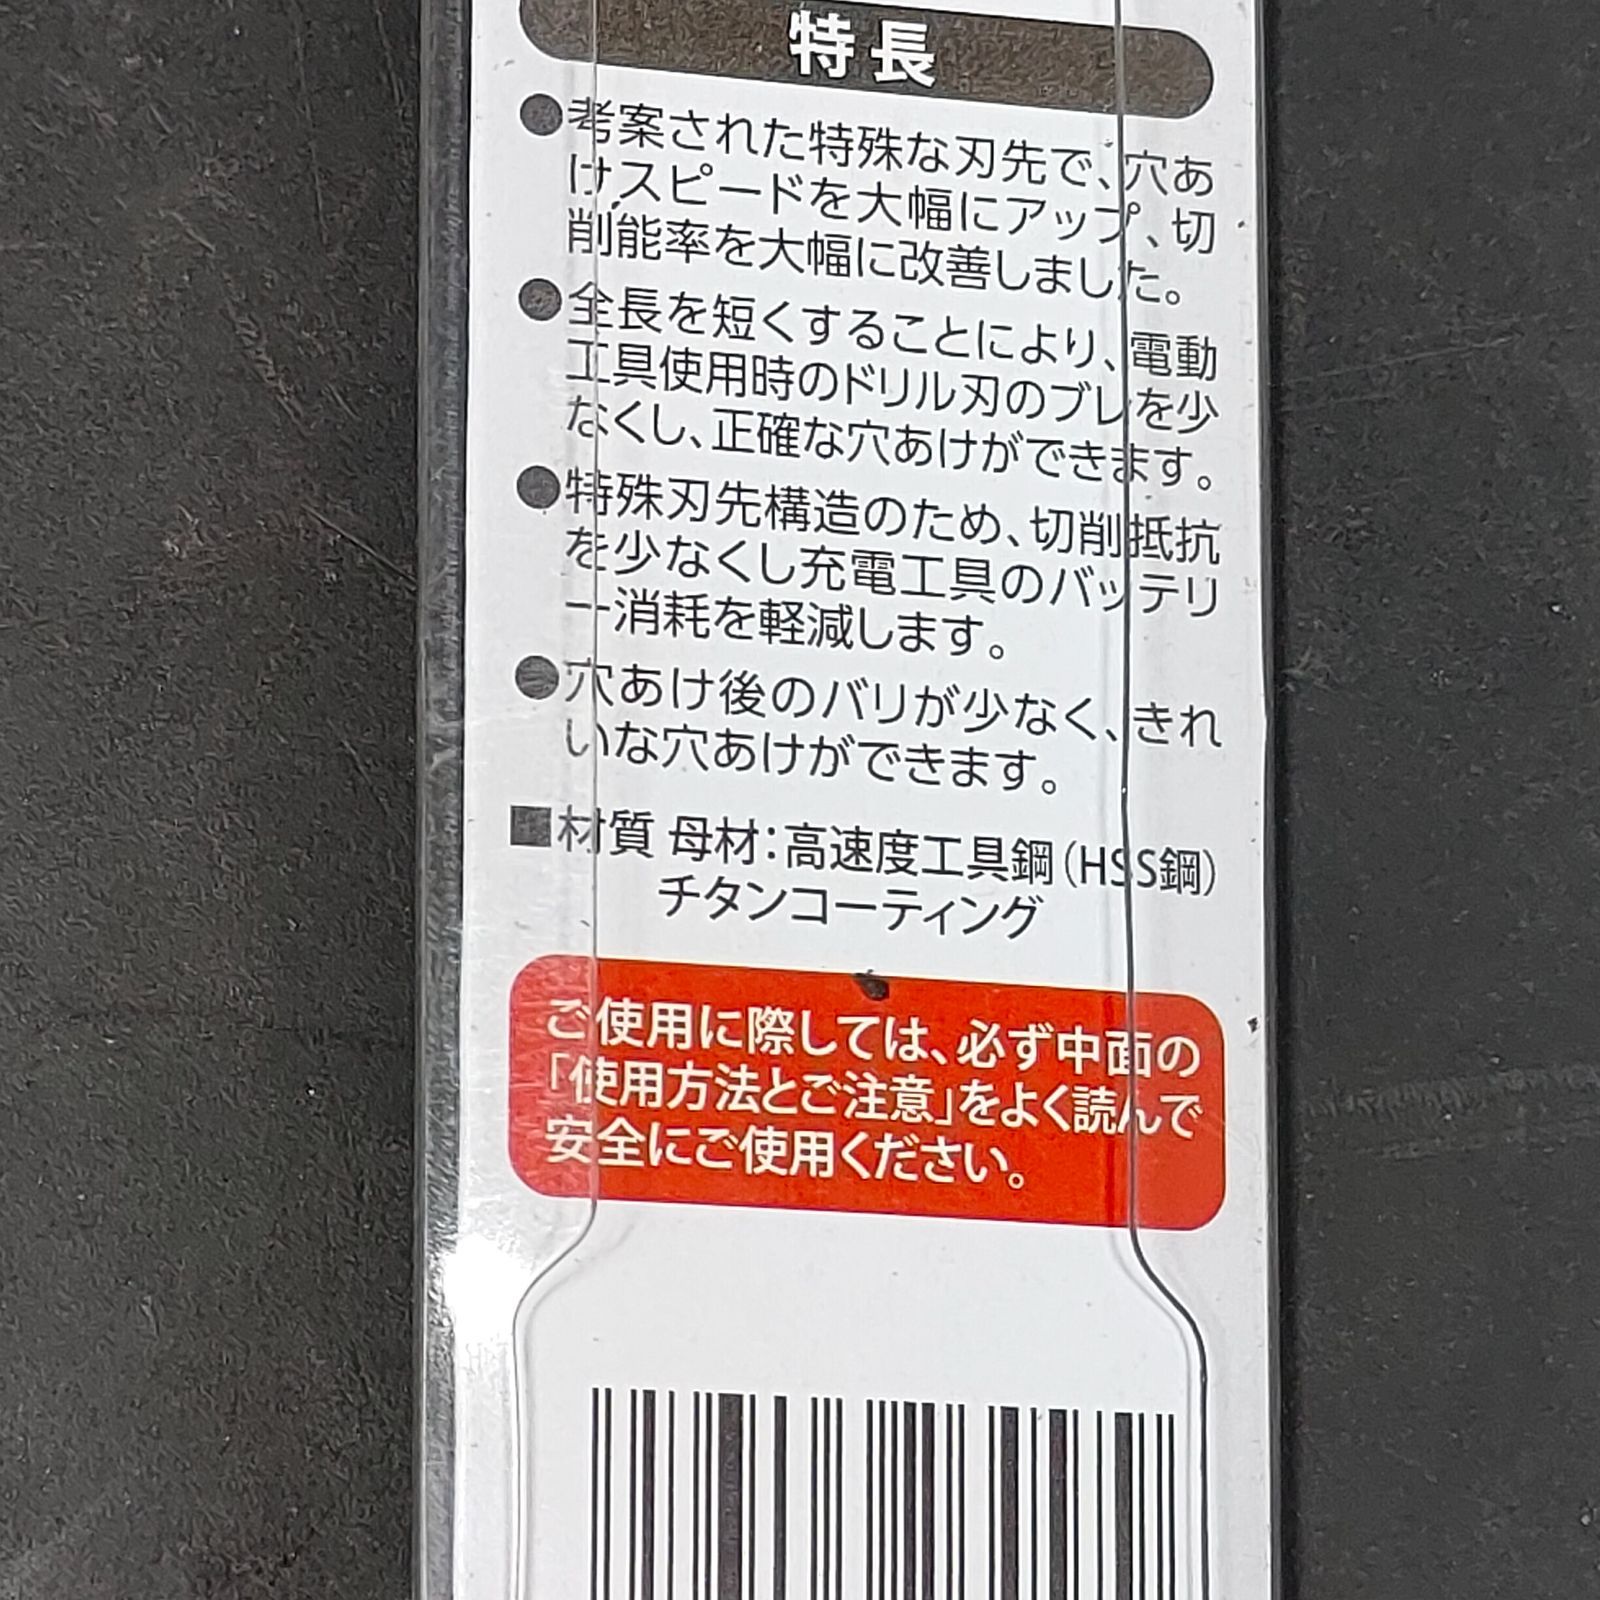 特長
●考案された特殊な刃先で、穴あ
けスピードを大幅にアップ、切
削能率を大幅に改善しました。
●全長を短くすることにより、電動
工具使用時のドリル刃のブレを少
なくし、正確な穴あけができます。
●特殊刃先構造のため、切削抵抗
を少なくし充電工具のバッテリ
ー消耗を軽減します。
●穴あけ後のバリが少なく、きれ
いな穴あけができます。
■材質 母材：高速度工具鋼（HSS鋼）
チタンコーティング
ご使用に際しては、必ず中面の
「使用方法とご注意」をよく読んで
安全にご使用ください。